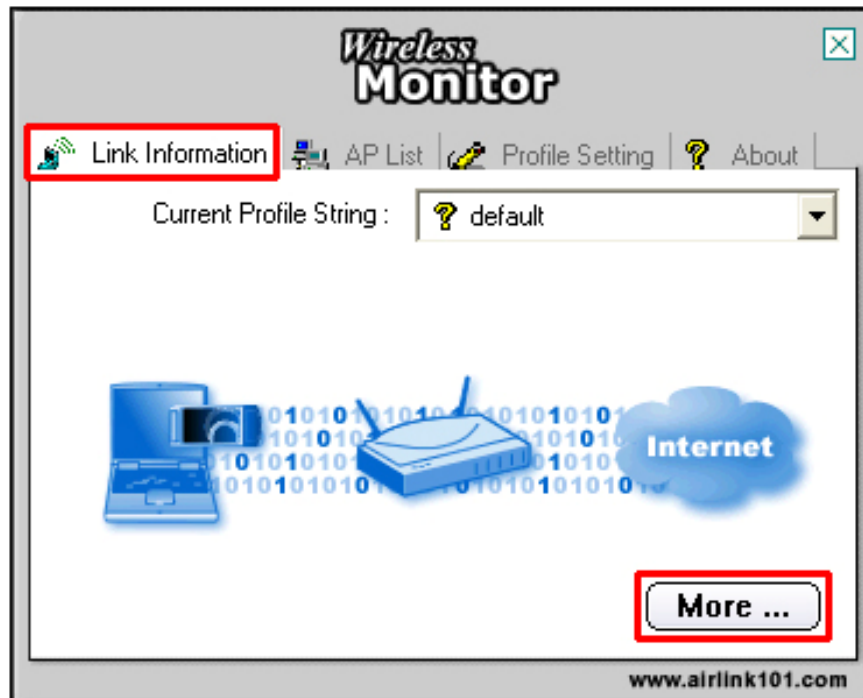 Wireless
Monitor
Link Information
AP List
Profile Setting
About
Current Profile String :
default
Internet
More ...
www.airlink101.com